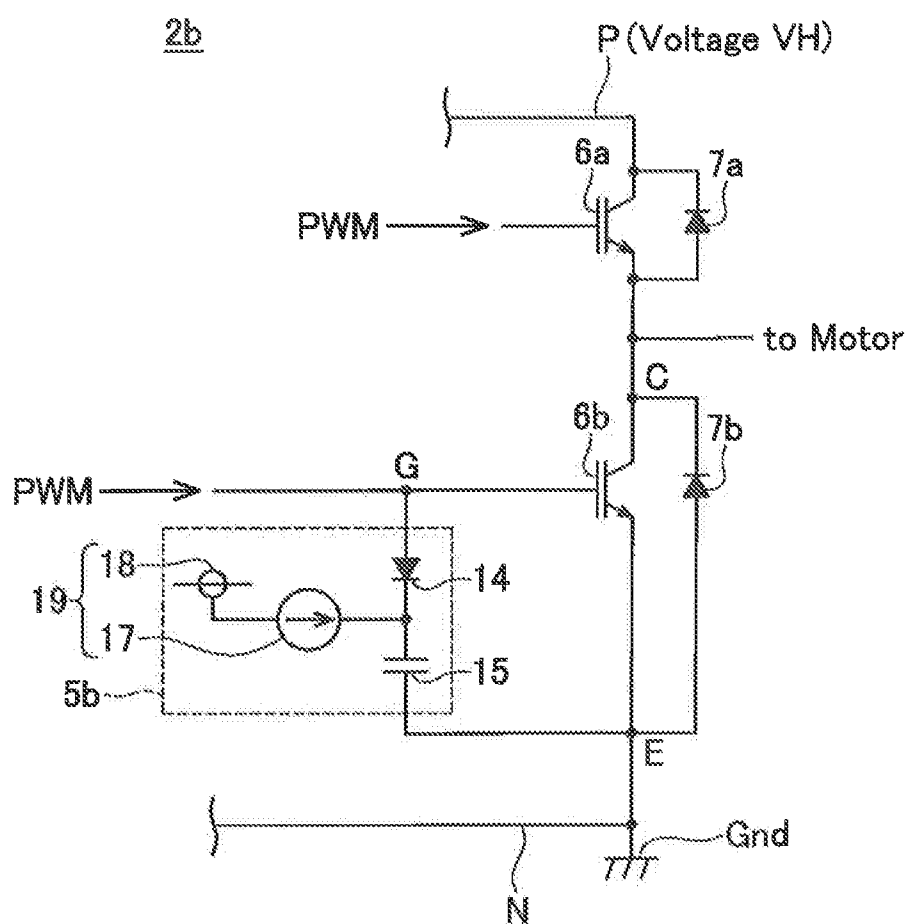 2b
P (Voltage VH)
6a
7a
PWM
to Motor
C
6b
7b
G
PWM
18
19
17
14
15
5b
E
Gnd
N